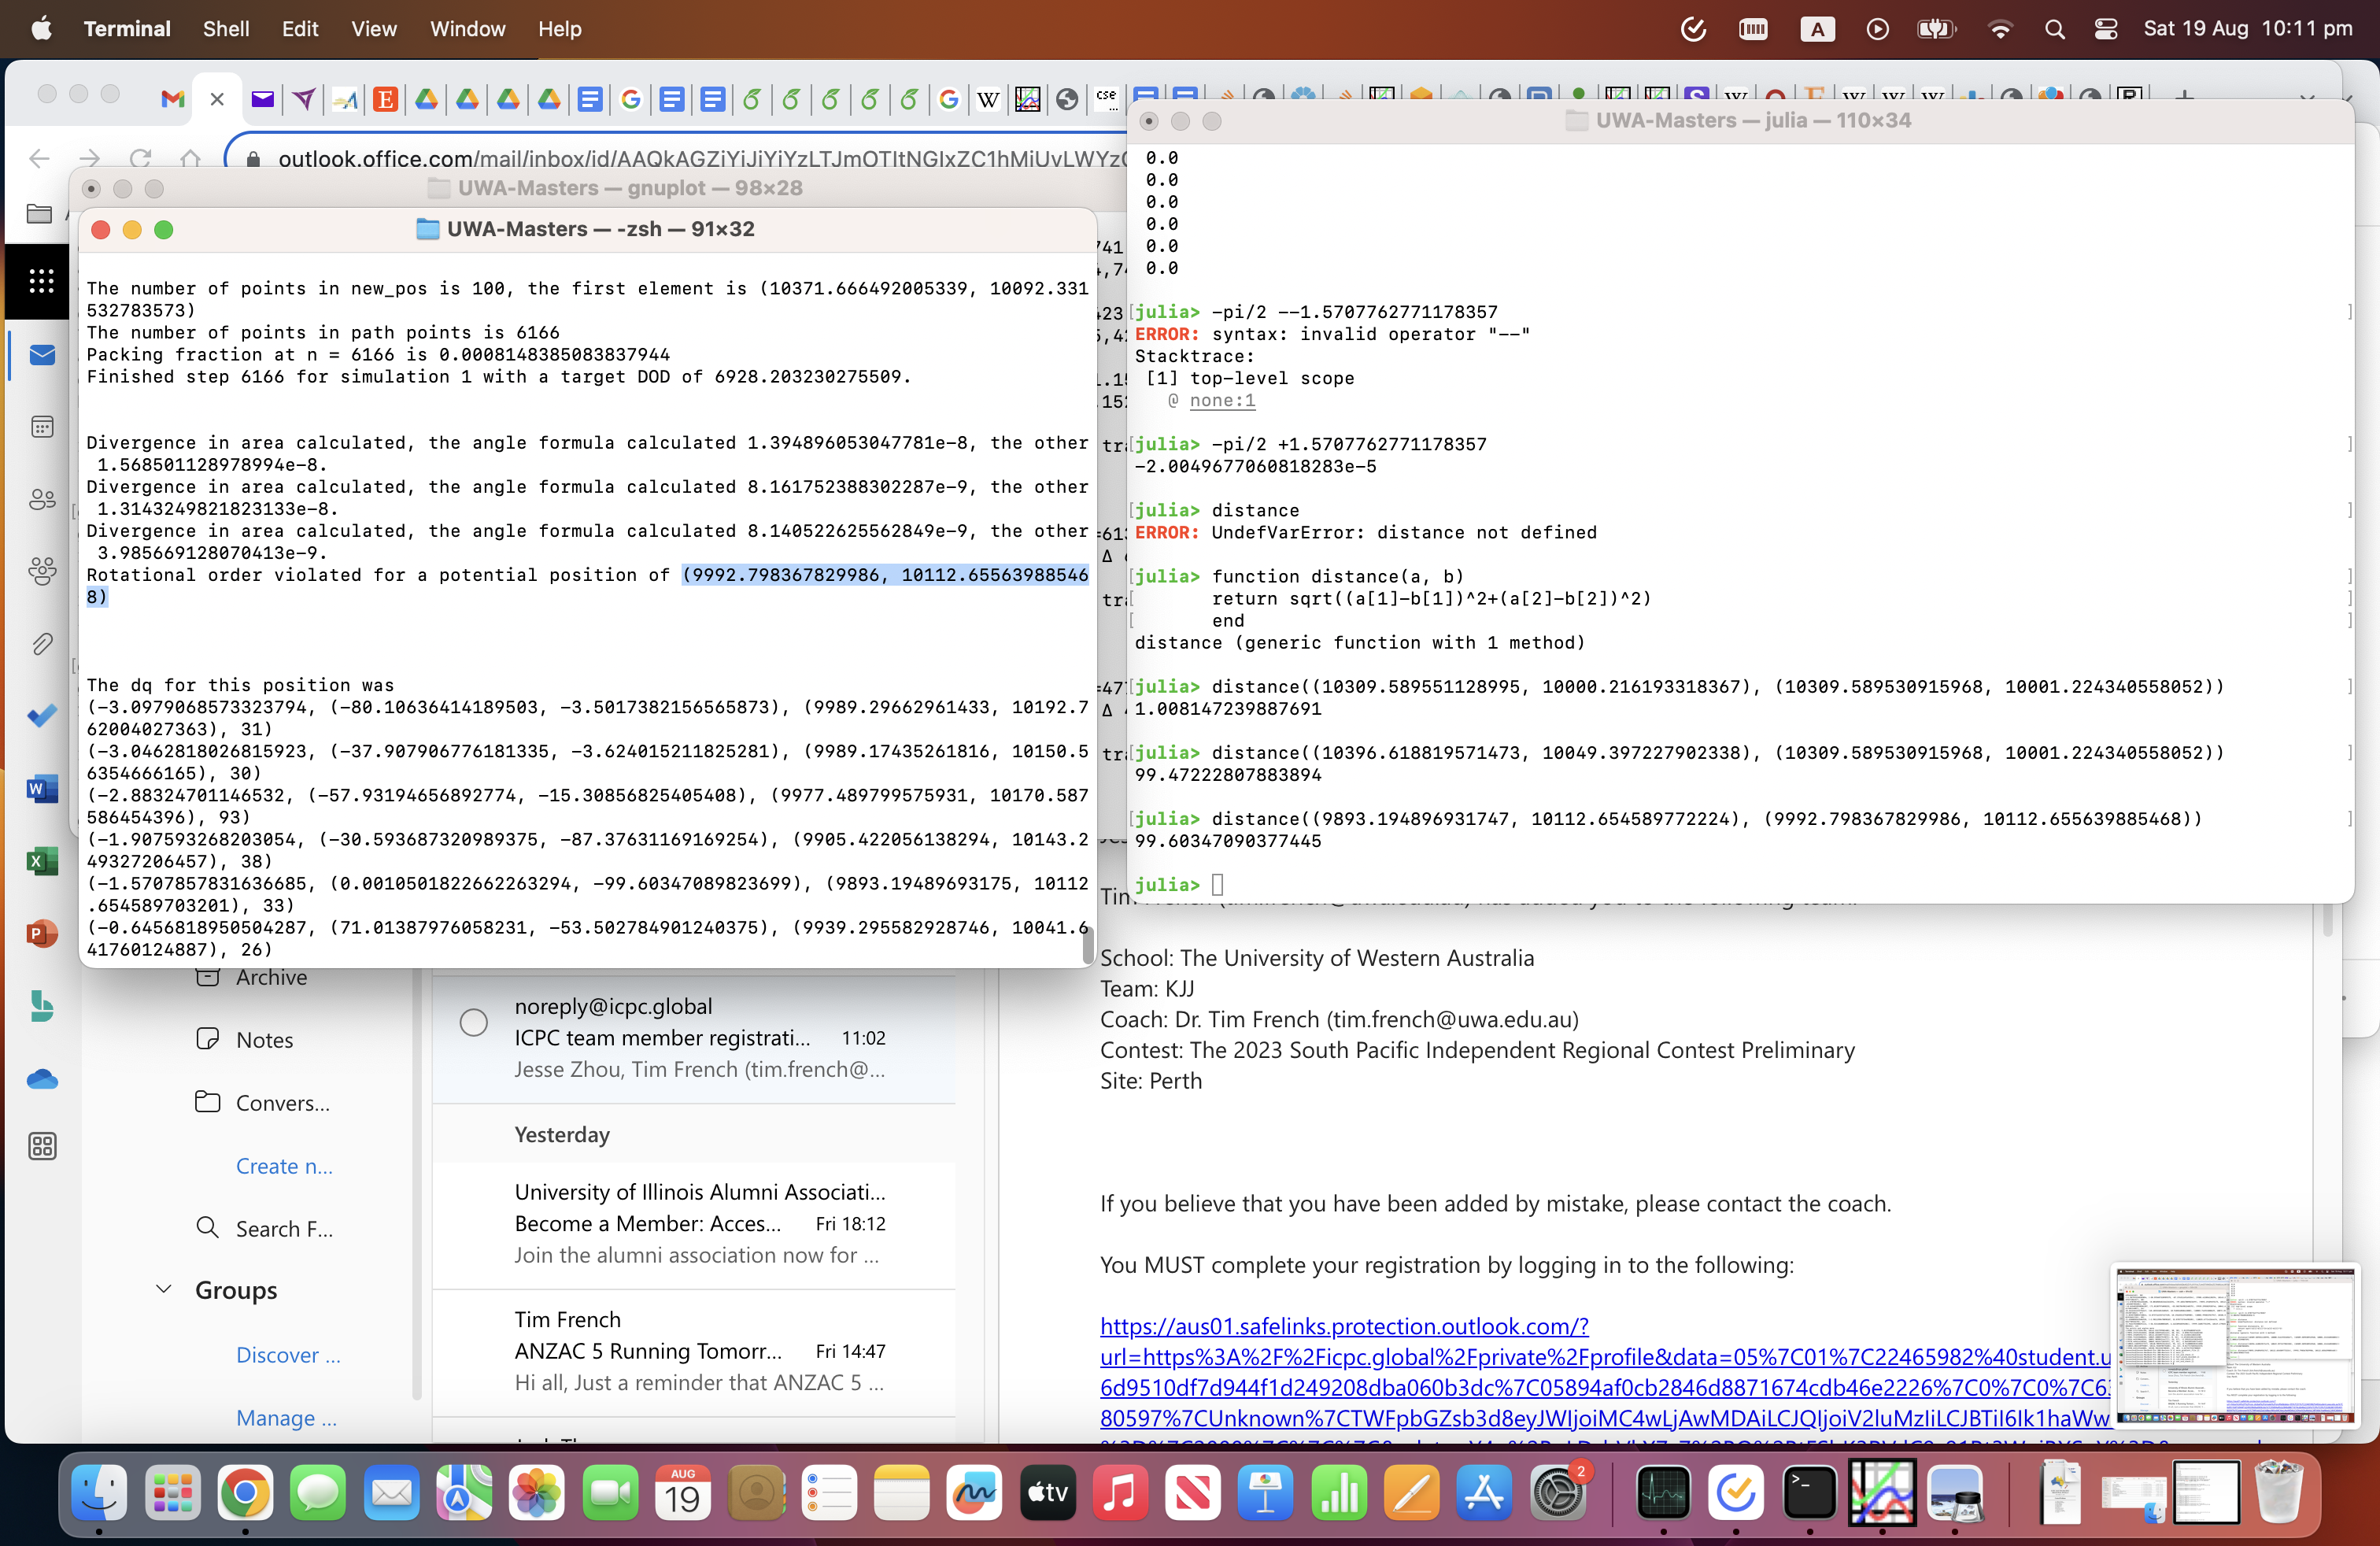 Terminal Shell Edit View Window Help
A
Sat 19 Aug 10:11 pm
cse
outlook.office.com/mail/inbox/id/
UWA-Masters — gnuplot — 98×28
UWA-Masters — -zsh — 91×32
The number of points in new_pos is 100, the first element is (10371.666492005339, 10092.331
532783573)
The number of points in path points is 6166
Packing fraction at n = 6166 is 0.0008148385083837944
Finished step 6166 for simulation 1 with a target DOD of 6928.203230275509.
Divergence in area calculated, the angle formula calculated 1.394896053047781e-8, the other
1.568501128978994e-8.
Divergence in area calculated, the angle formula calculated 8.161752388302287e-9, the other
1.3143249821823133e-8.
Divergence in area calculated, the angle formula calculated 8.140522625562849e-9, the other
3.985669128070413e-9.
Rotational order violated for a potential position of (9992.798367829986, 10112.65563988546
8)
The dq for this position was
(-3.0979068573323794, (-80.10636414189503, -3.5017382156565873), (9989.29662961433, 10192.7
62004027363), 31)
(-3.0462818026815923, (-37.907906776181335, -3.624015211825281), (9989.17435261816, 10150.5
6354666165), 30)
(-2.88324701146532, (-57.93194656892774, -15.30856825405408), (9977.489799575931, 10170.587
586454396), 93)
(-1.907593268203054, (-30.593687320989375, -87.37631169169254), (9905.422056138294, 10143.2
49327206457), 38)
(-1.5707857831636685, (0.0010501822662263294, -99.60347089823699), (9893.19489693175, 10112
.654589703201), 33)
(-0.6456818950504287, (71.01387976058231, -53.502784901240375), (9939.295582928746, 10041.6
41760124887), 26)
UWA-Masters — julia — 110×34
0.0
0.0
0.0
0.0
0.0
0.0
julia> -pi/2 --1.5707762771178357
ERROR: syntax: invalid operator "--"
Stacktrace:
[1] top-level scope
@ none:1
julia> -pi/2 +1.5707762771178357
-2.0049677060818283e-5
julia> distance
ERROR: UndefVarError: distance not defined
julia> function distance(a, b)
return sqrt((a[1]-b[1])^2+(a[2]-b[2])^2)
end
distance (generic function with 1 method)
julia> distance((10309.589551128995, 10000.216193318367), (10309.589530915968, 10001.224340558052))
1.008147239887691
julia> distance((10396.618819571473, 10049.397227902338), (10309.589530915968, 10001.224340558052))
99.47222807883894
julia> distance((9893.194896931747, 10112.654589772224), (9992.798367829986, 10112.655639885468))
99.60347090377445
julia>
Archive
Notes
Convers...
Create n...
Search F...
Groups
Discover ...
Manage ...
noreply@icpc.global
ICPC team member registrati... 11:02
Jesse Zhou, Tim French (tim.french@...
Yesterday
University of Illinois Alumni Associati...
Become a Member: Acces... Fri 18:12
Join the alumni association now for ...
Tim French
ANZAC 5 Running Tomorr... Fri 14:47
Hi all, Just a reminder that ANZAC 5 ...
School: The University of Western Australia
Team: KJJ
Coach: Dr. Tim French (tim.french@uwa.edu.au)
Contest: The 2023 South Pacific Independent Regional Contest Preliminary
Site: Perth
If you believe that you have been added by mistake, please contact the coach.
You MUST complete your registration by logging in to the following:
https://aus01.safelinks.protection.outlook.com/?
url=https%3A%2F%2Ficpc.global%2Fprivate%2Fprofile&data=05%7C01%7C22465982%40student.u
6d9510df7d944f1d249208dba060b3dc%7C05894af0cb2846d8871674cdb46e2226%7C0%7C0%7C6
AUG
19
tv
2